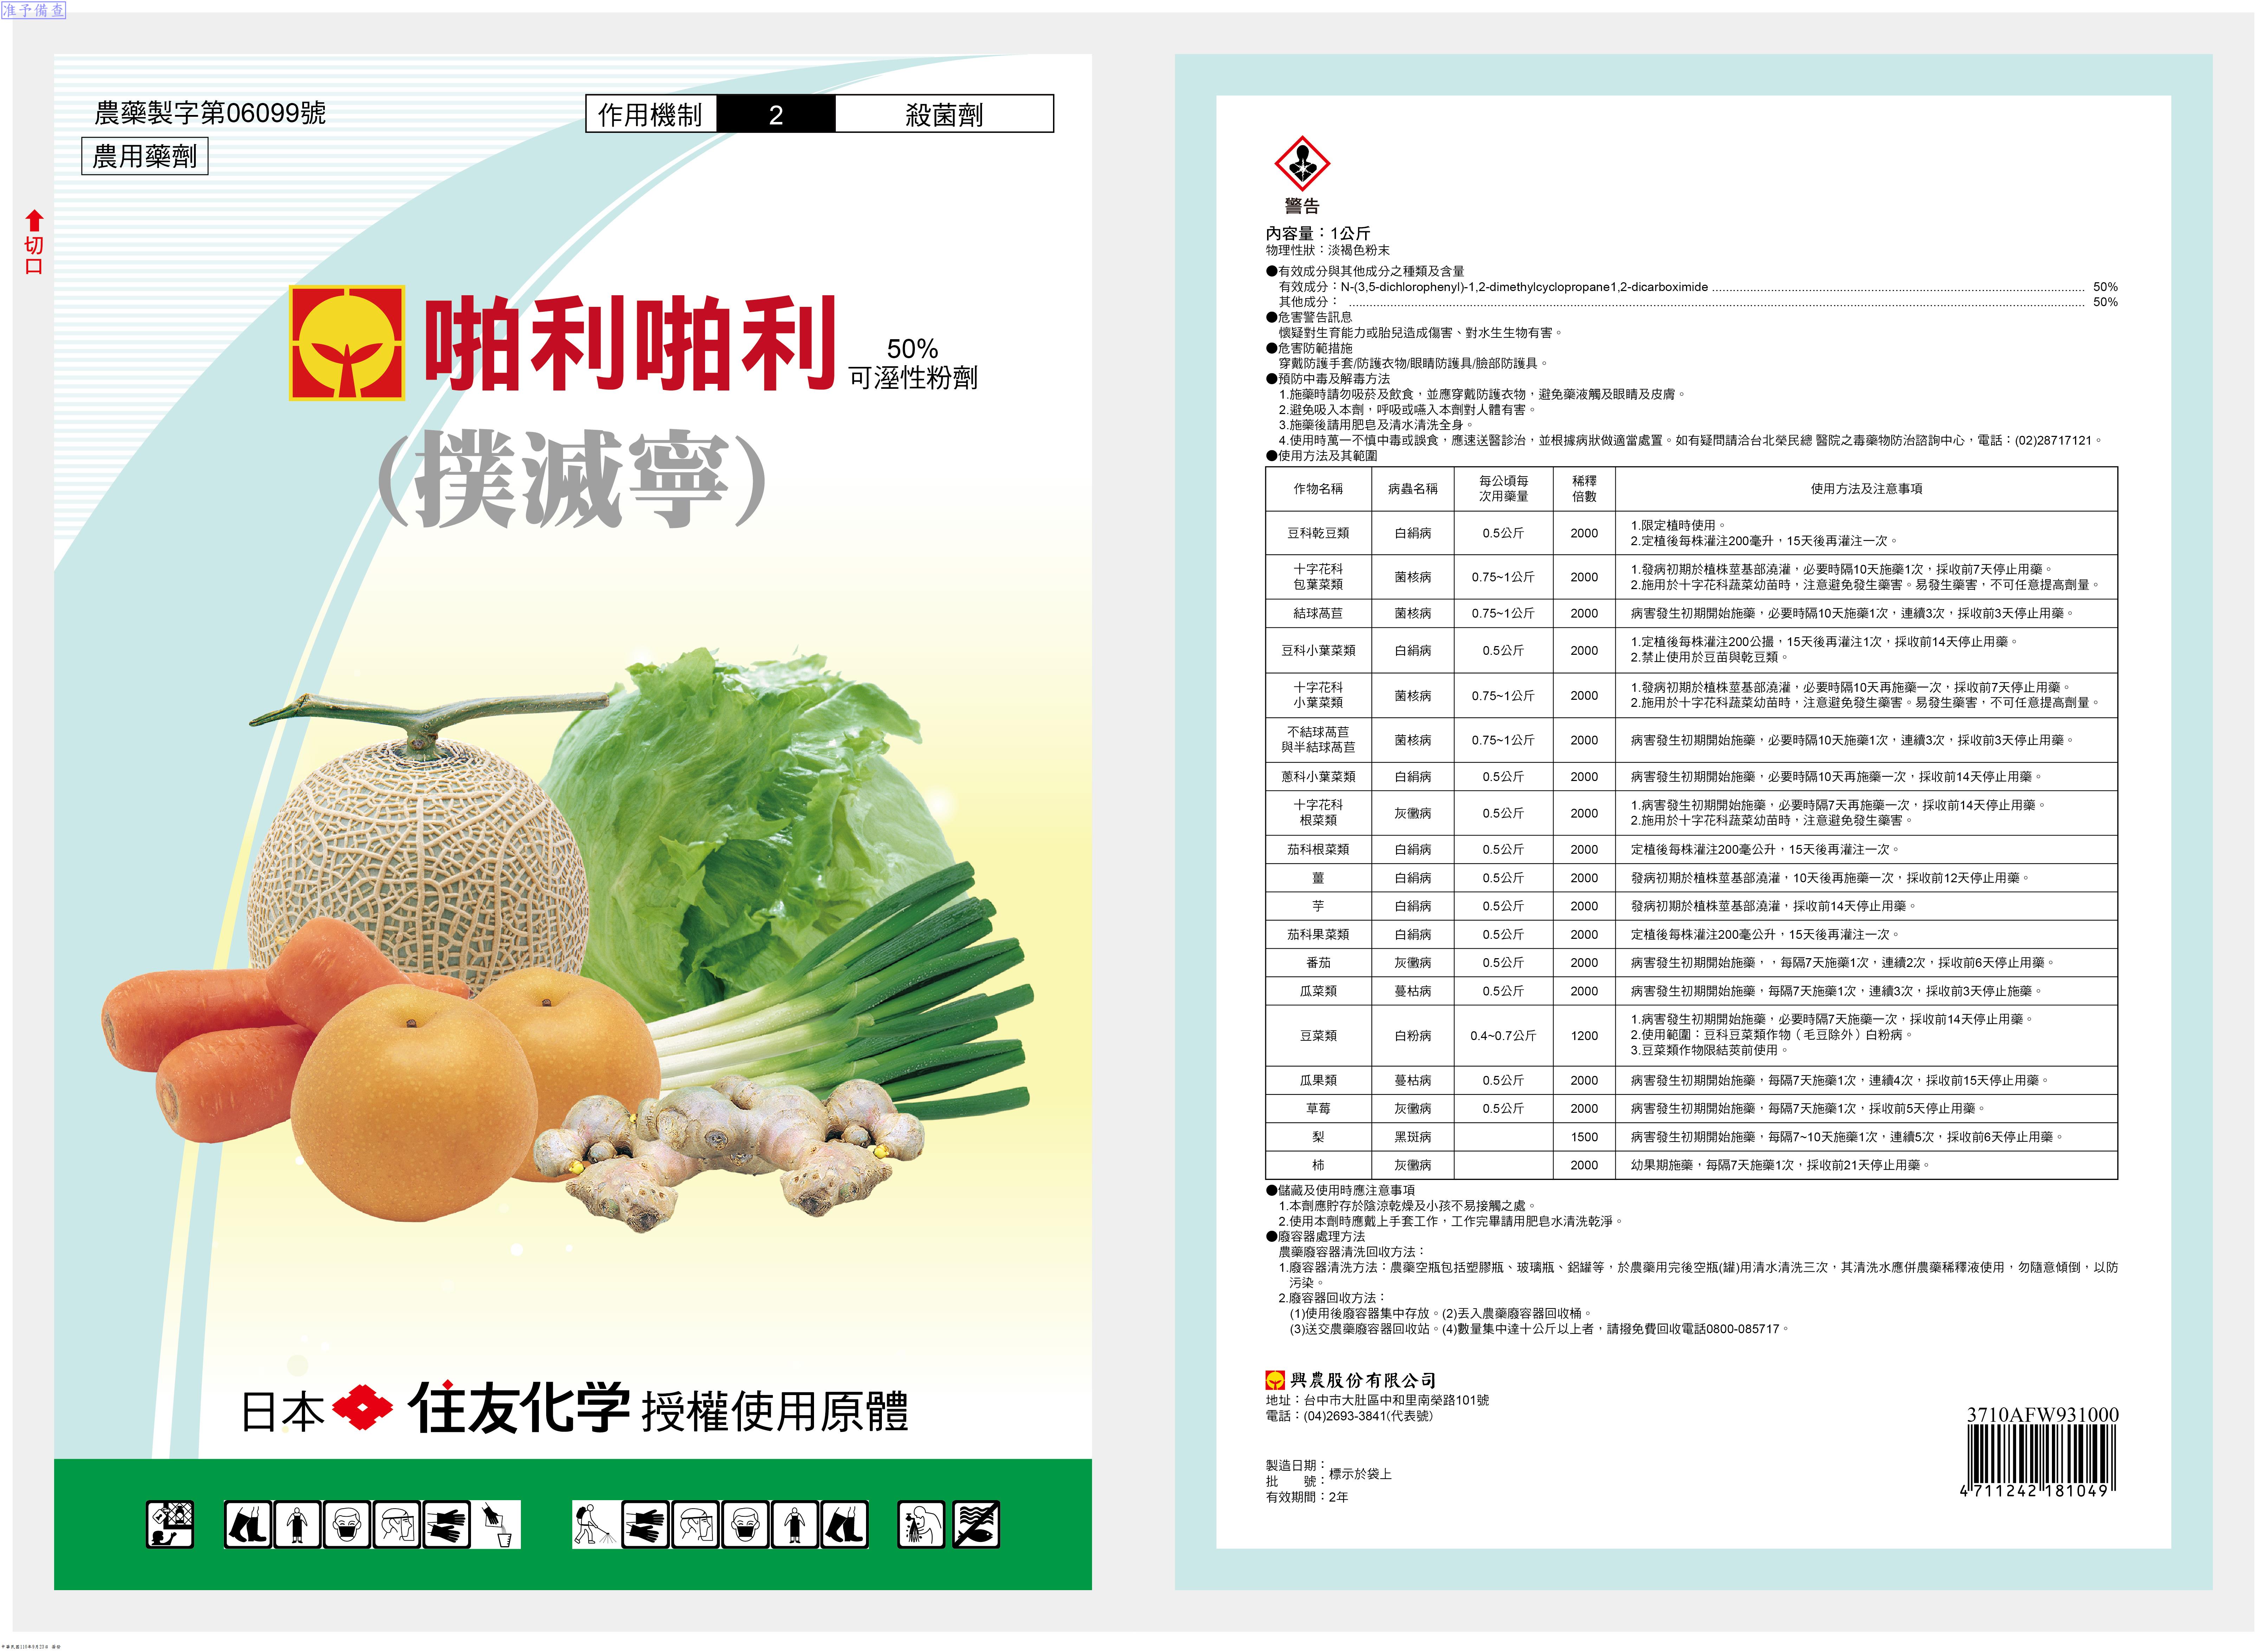 准予備查
農藥製字第06099號
農用藥劑
作用機制 2 殺菌劑
切口
啪利啪利
50%
可溼性粉劑
(撲滅寧)
日本 住友化学 授權使用原體
警告
內容量：1公斤
物理性狀：淡褐色粉末
●有效成分與其他成分之種類及含量
有效成分：N-(3,5-dichlorophenyl)-1,2-dimethylcyclopropane1,2-dicarboximide 50%
其他成分： 50%
●危害警告訊息
懷疑對生育能力或胎兒造成傷害、對水生生物有害。
●危害防範措施
穿戴防護手套/防護衣物/眼睛防護具/臉部防護具。
●預防中毒及解毒方法
1.施藥時請勿吸菸及飲食，並應穿戴防護衣物，避免藥液觸及眼睛及皮膚。
2.避免吸入本劑，呼吸或嚥入本劑對人體有害。
3.施藥後請用肥皂及清水清洗全身。
4.使用時萬一不慎中毒或誤食，應速送醫診治，並根據病狀做適當處置。如有疑問請洽台北榮民總 醫院之毒藥物防治諮詢中心，電話：(02)28717121。
●使用方法及其範圍
作物名稱 病蟲名稱 每公頃每次用藥量 稀釋倍數 使用方法及注意事項
豆科乾豆類 白絹病 0.5公斤 2000 1.限定植時使用。
2.定植後每株灌注200毫升，15天後再灌注一次。
十字花科包葉菜類 菌核病 0.75~1公斤 2000 1.發病初期於植株莖基部澆灌，必要時隔10天施藥1次，採收前7天停止用藥。
2.施用於十字花科蔬菜幼苗時，注意避免發生藥害。易發生藥害，不可任意提高劑量。
結球萵苣 菌核病 0.75~1公斤 2000 病害發生初期開始施藥，必要時隔10天施藥1次，連續3次，採收前3天停止用藥。
豆科小葉菜類 白絹病 0.5公斤 2000 1.定植後每株灌注200公撮，15天後再灌注1次，採收前14天停止用藥。
2.禁止使用於豆苗與乾豆類。
十字花科小葉菜類 菌核病 0.75~1公斤 2000 1.發病初期於植株莖基部澆灌，必要時隔10天再施藥一次，採收前7天停止用藥。
2.施用於十字花科蔬菜幼苗時，注意避免發生藥害。易發生藥害，不可任意提高劑量。
不結球萵苣與半結球萵苣 菌核病 0.75~1公斤 2000 病害發生初期開始施藥，必要時隔10天施藥1次，連續3次，採收前3天停止用藥。
蔥科小葉菜類 白絹病 0.5公斤 2000 病害發生初期開始施藥，必要時隔10天再施藥一次，採收前14天停止用藥。
十字花科根菜類 灰黴病 0.5公斤 2000 1.病害發生初期開始施藥，必要時隔7天再施藥一次，採收前14天停止用藥。
2.施用於十字花科蔬菜幼苗時，注意避免發生藥害。
茄科根菜類 白絹病 0.5公斤 2000 定植後每株灌注200毫公升，15天後再灌注一次。
薑 白絹病 0.5公斤 2000 發病初期於植株莖基部澆灌，10天後再施藥一次，採收前12天停止用藥。
芋 白絹病 0.5公斤 2000 發病初期於植株莖基部澆灌，採收前14天停止用藥。
茄科果菜類 白絹病 0.5公斤 2000 定植後每株灌注200毫公升，15天後再灌注一次。
番茄 灰黴病 0.5公斤 2000 病害發生初期開始施藥，，每隔7天施藥1次，連續2次，採收前6天停止用藥。
瓜菜類 蔓枯病 0.5公斤 2000 病害發生初期開始施藥，每隔7天施藥1次，連續3次，採收前3天停止施藥。
豆菜類 白粉病 0.4~0.7公斤 1200 1.病害發生初期開始施藥，必要時隔7天施藥一次，採收前14天停止用藥。
2.使用範圍：豆科豆菜類作物（毛豆除外）白粉病。
3.豆菜類作物限結莢前使用。
瓜果類 蔓枯病 0.5公斤 2000 病害發生初期開始施藥，每隔7天施藥1次，連續4次，採收前15天停止用藥。
草莓 灰黴病 0.5公斤 2000 病害發生初期開始施藥，每隔7天施藥1次，採收前5天停止用藥。
梨 黑斑病 1500 病害發生初期開始施藥，每隔7~10天施藥1次，連續5次，採收前6天停止用藥。
柿 灰黴病 2000 幼果期施藥，每隔7天施藥1次，採收前21天停止用藥。
●儲藏及使用時應注意事項
1.本劑應貯存於陰涼乾燥及小孩不易接觸之處。
2.使用本劑時應戴上手套工作，工作完畢請用肥皂水清洗乾淨。
●廢容器處理方法
農藥廢容器清洗回收方法：
1.廢容器清洗方法：農藥空瓶包括塑膠瓶、玻璃瓶、鋁罐等，於農藥用完後空瓶(罐)用清水清洗三次，其清洗水應併農藥稀釋液使用，勿隨意傾倒，以防
污染。
2.廢容器回收方法：
(1)使用後廢容器集中存放。(2)丟入農藥廢容器回收桶。
(3)送交農藥廢容器回收站。(4)數量集中達十公斤以上者，請撥免費回收電話0800-085717。
興農股份有限公司
地址：台中市大肚區中和里南榮路101號
電話：(04)2693-3841(代表號)
製造日期：
批 號：標示於袋上
有效期間：2年
3710AFW931000
4 711242 181049